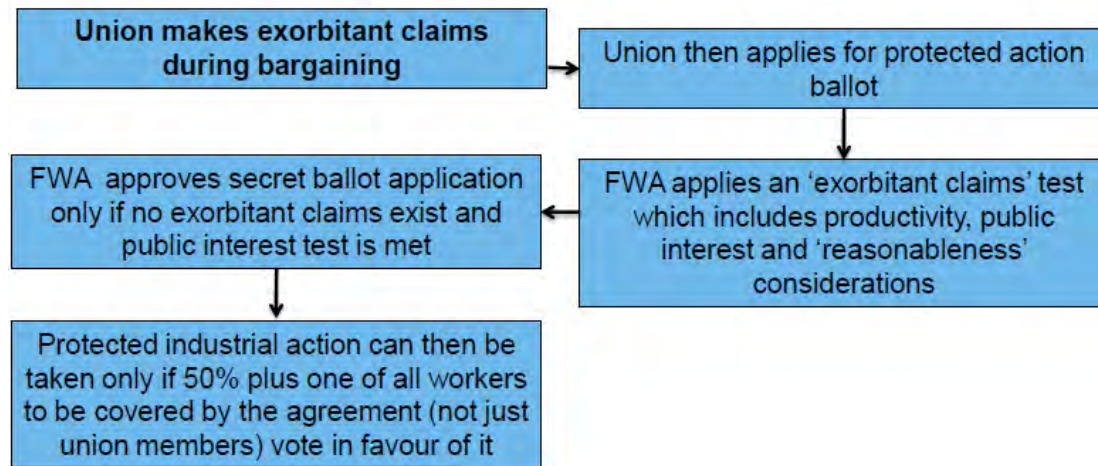 Union makes exorbitant claims
during bargaining
Union then applies for protected action
ballot
FWA applies an ‘exorbitant claims’ test
which includes productivity, public
interest and ‘reasonableness’
considerations
FWA approves secret ballot application
only if no exorbitant claims exist and
public interest test is met
Protected industrial action can then be
taken only if 50% plus one of all workers
to be covered by the agreement (not just
union members) vote in favour of it